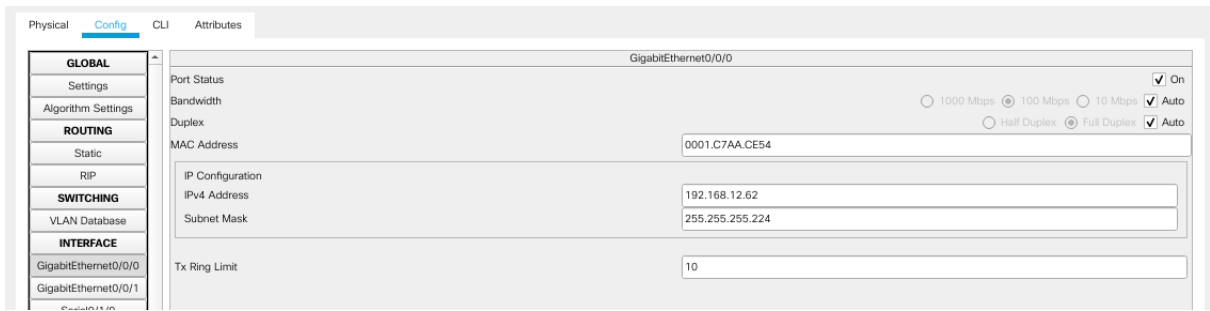 Physical Config CLI Attributes
GLOBAL
Settings
Algorithm Settings
ROUTING
Static
RIP
SWITCHING
VLAN Database
INTERFACE
GigabitEthernet0/0/0
GigabitEthernet0/0/1
Serial0/1/0
GigabitEthernet0/0/0
Port Status On
Bandwidth 1000 Mbps 100 Mbps 10 Mbps Auto
Duplex Half Duplex Full Duplex Auto
MAC Address 0001.C7AA.CE54
IP Configuration
IPv4 Address 192.168.12.62
Subnet Mask 255.255.255.224
Tx Ring Limit 10